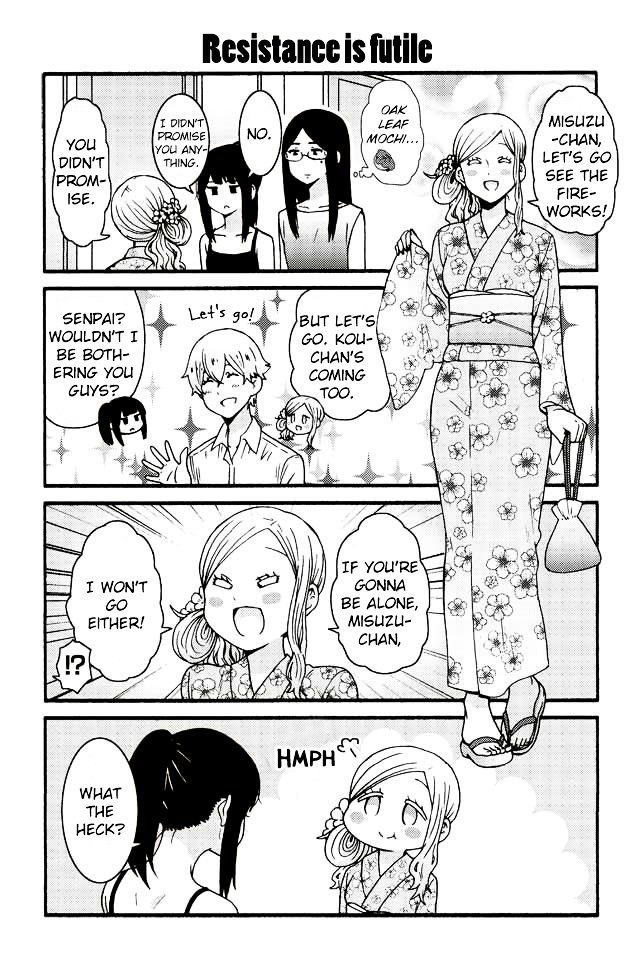 Resistance is futile
MISUZU
-CHAN,
LET'S GO
SEE THE
FIRE-
WORKS!
OAK
LEAF
MOCHI...
NO.
I DIDN'T
PROMISE
YOU ANY-
THING.
YOU
DIDN'T
PROM-
ISE.
BUT LET'S
GO. KOU-
CHAN'S
COMING
TOO.
Let's go!
SENPAI?
WOULDN'T I
BE BOTH-
ERING YOU
GUYS?
IF YOU'RE
GONNA
BE ALONE,
MISUZU-
CHAN,
I WON'T
GO
EITHER!
!?
HMPH
WHAT
THE
HECK?